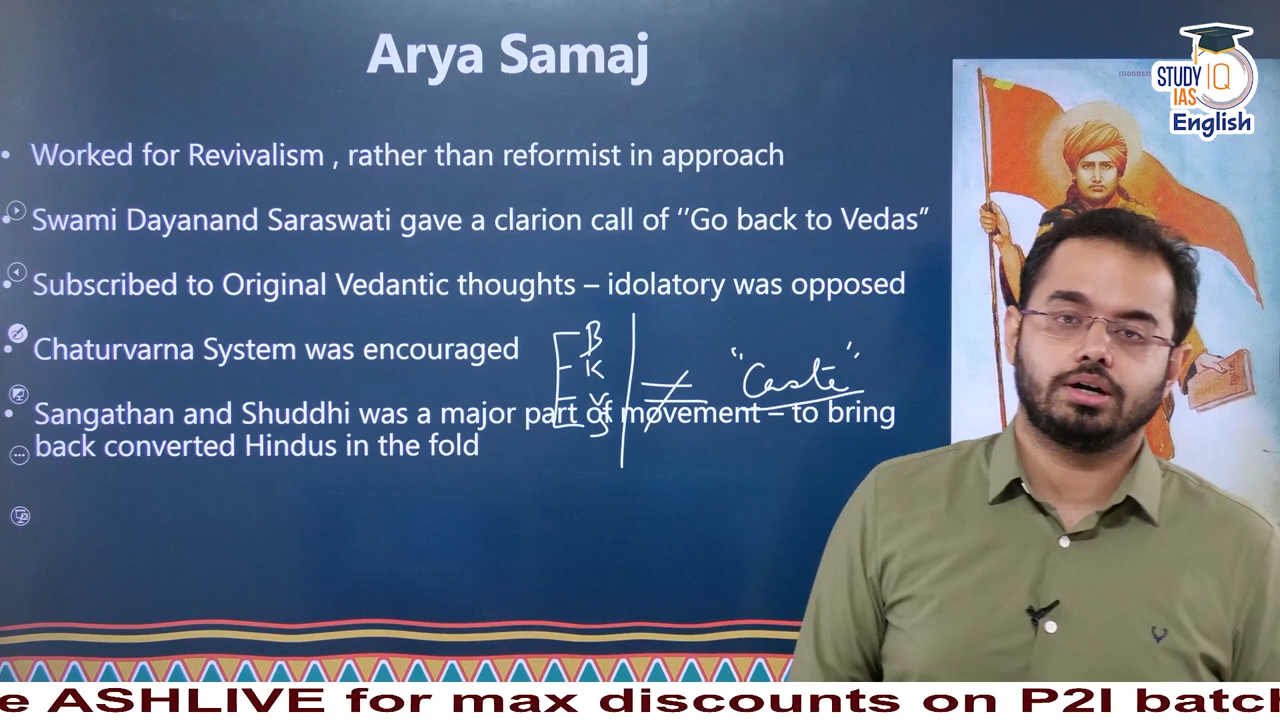 Arya Samaj
STUDY IQ
IAS
English
moonsm
• Worked for Revivalism , rather than reformist in approach
• Swami Dayanand Saraswati gave a clarion call of ‘’Go back to Vedas”
• Subscribed to Original Vedantic thoughts – idolatory was opposed
• Chaturvarna System was encouraged
B
K
V
S
≠ "Caste"
• Sangathan and Shuddhi was a major part of movement – to bring
back converted Hindus in the fold
e ASHLIVE for max discounts on P2I batch